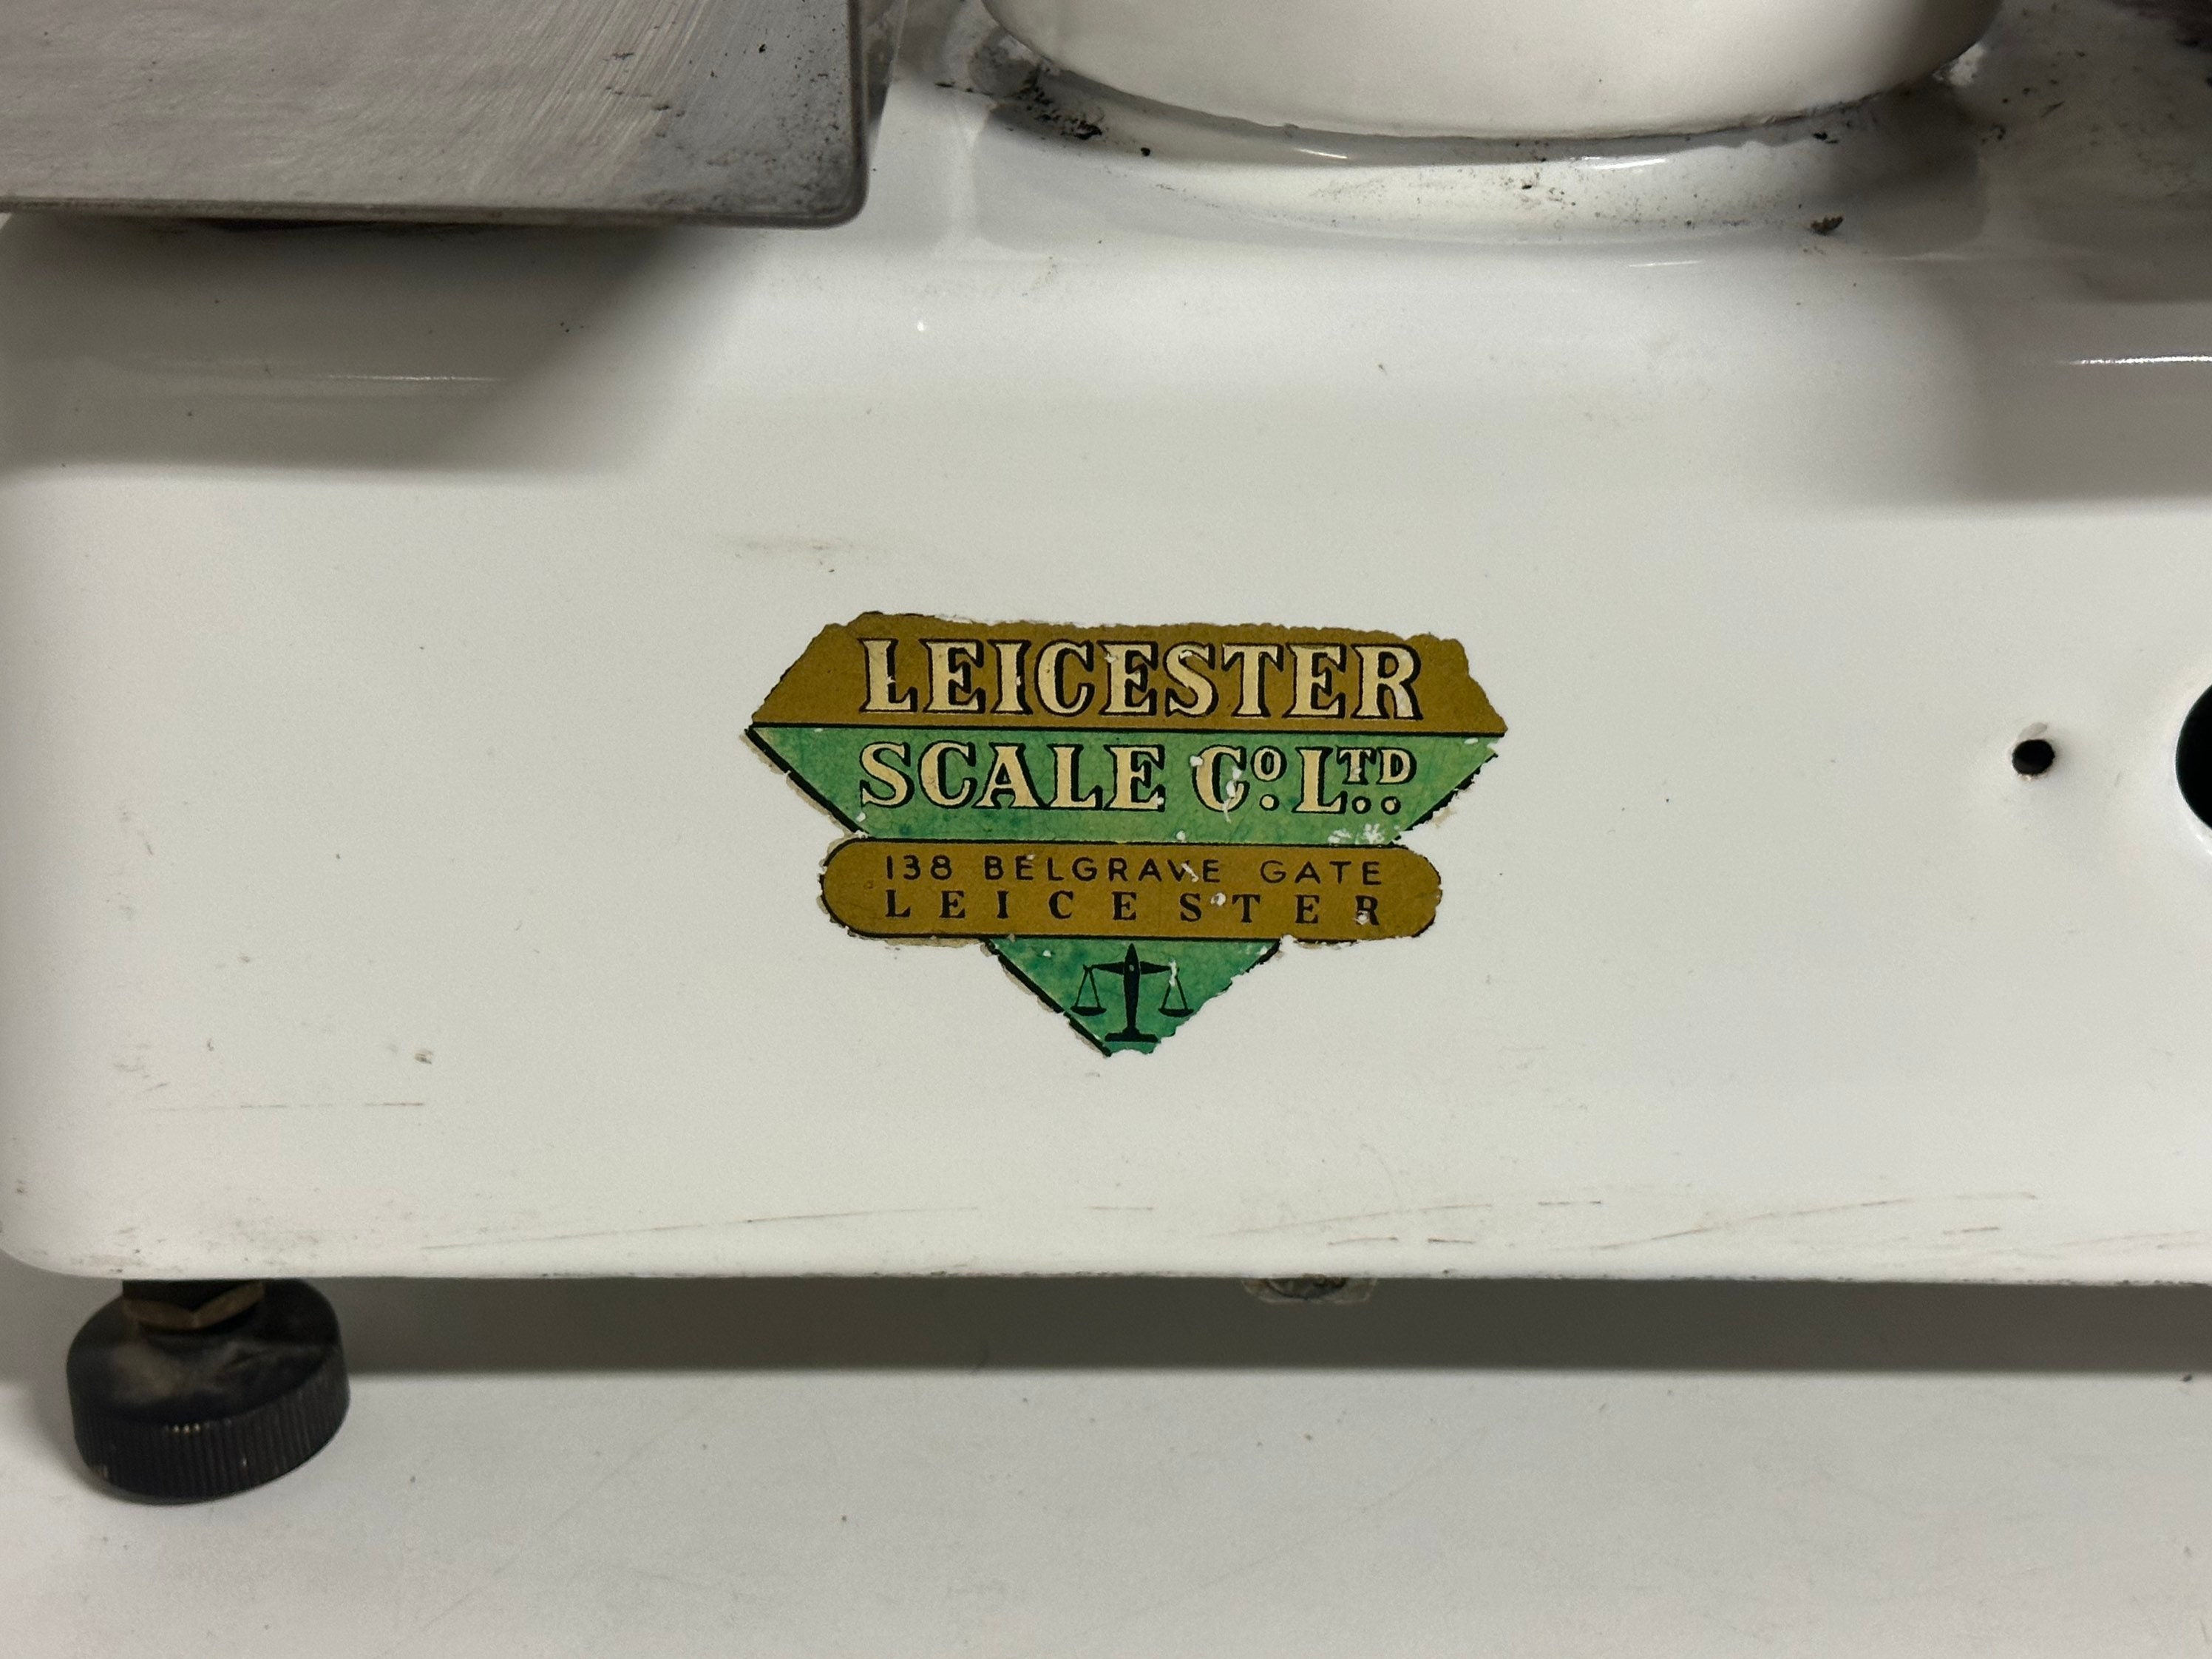 LEICESTER
SCALE CO. LTD.
138 BELGRAVE GATE
LEICESTER